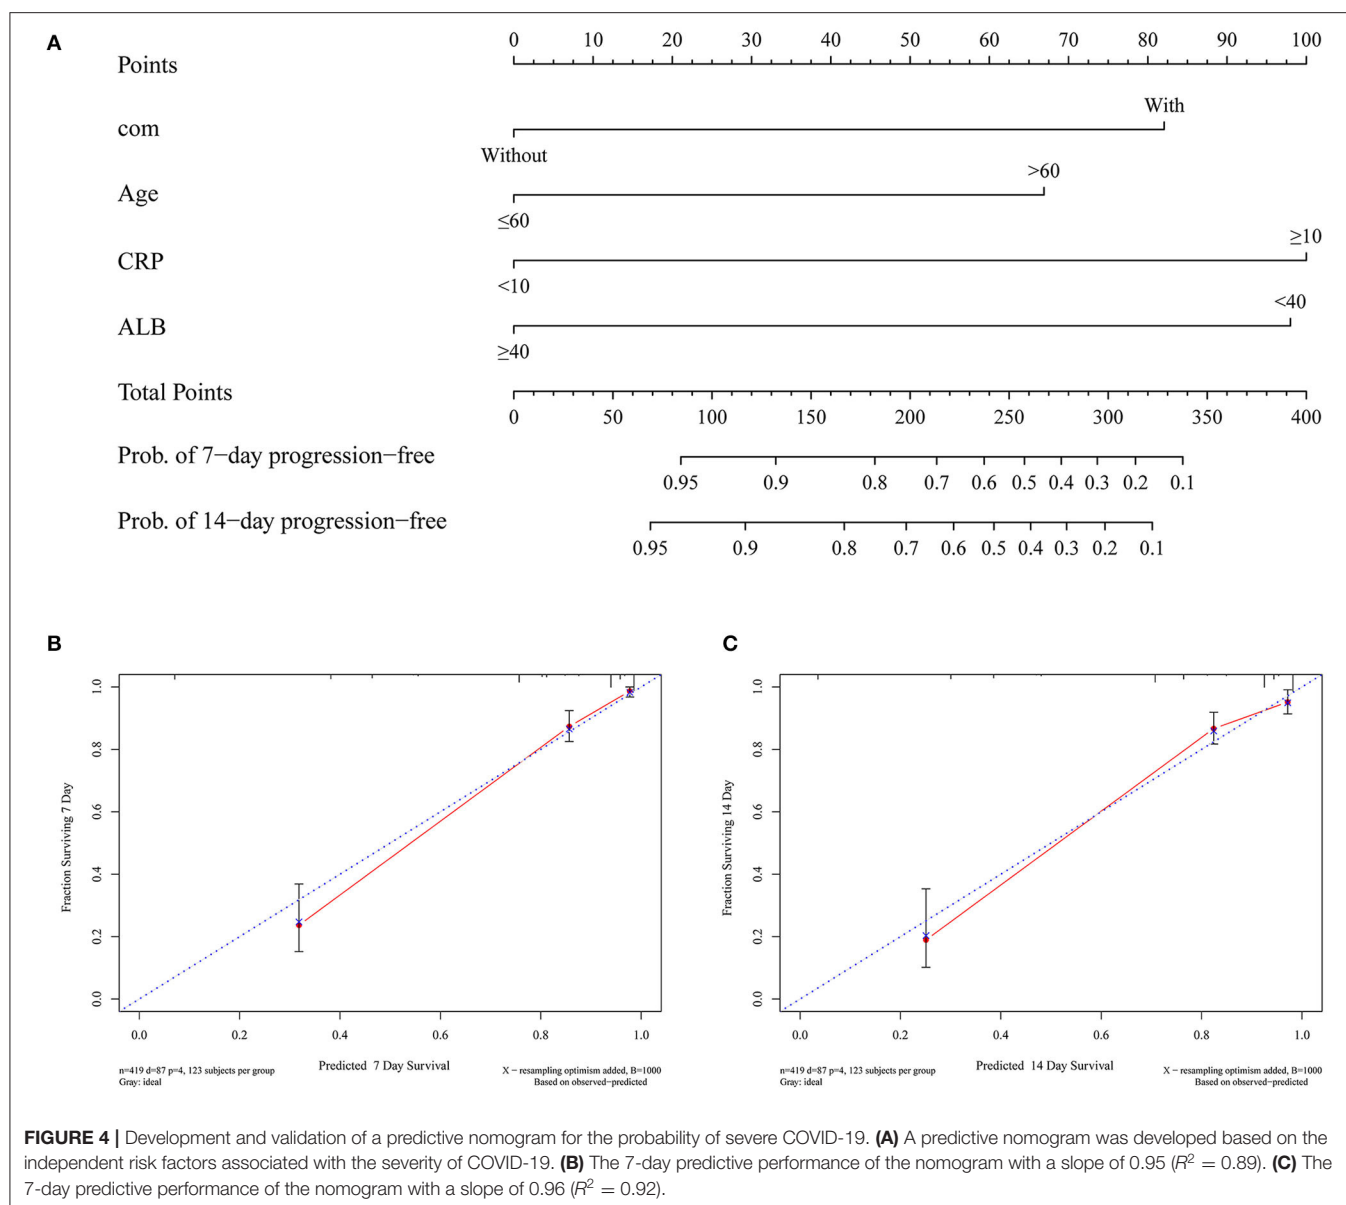 A
0 10 20 30 40 50 60 70 80 90 100
Points
With
com
Without
>60
Age
≤60
≥10
CRP
<10
<40
ALB
≥40
Total Points
0 50 100 150 200 250 300 350 400
Prob. of 7−day progression−free
0.95 0.9 0.8 0.7 0.6 0.5 0.4 0.3 0.2 0.1
Prob. of 14−day progression−free
0.95 0.9 0.8 0.7 0.6 0.5 0.4 0.3 0.2 0.1
B
1.0
0.8
0.6
0.4
0.2
0.0
Fraction Surviving 7 Day
0.0 0.2 0.4 0.6 0.8 1.0
Predicted 7 Day Survival
n=419 d=87 p=4, 123 subjects per group
Gray: ideal
X − resampling optimism added, B=1000
Based on observed−predicted
C
1.0
0.8
0.6
0.4
0.2
0.0
Fraction Surviving 14 Day
0.0 0.2 0.4 0.6 0.8 1.0
Predicted 14 Day Survival
n=419 d=87 p=4, 123 subjects per group
Gray: ideal
X − resampling optimism added, B=1000
Based on observed−predicted
FIGURE 4 | Development and validation of a predictive nomogram for the probability of severe COVID-19. (A) A predictive nomogram was developed based on the
independent risk factors associated with the severity of COVID-19. (B) The 7-day predictive performance of the nomogram with a slope of 0.95 (R² = 0.89). (C) The
7-day predictive performance of the nomogram with a slope of 0.96 (R² = 0.92).